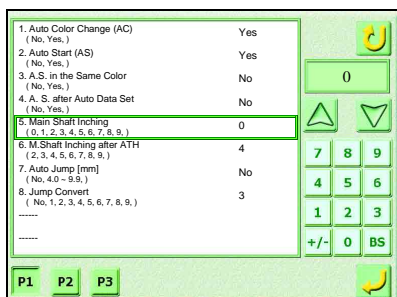 1. Auto Color Change (AC) Yes
( No, Yes, )
2. Auto Start (AS) Yes
( No, Yes, )
3. A.S. in the Same Color No
( No, Yes, )
4. A. S. after Auto Data Set No
( No, Yes, )
5. Main Shaft Inching 0
( 0, 1, 2, 3, 4, 5, 6, 7, 8, 9, )
6. M.Shaft Inching after ATH 4
( 2, 3, 4, 5, 6, 7, 8, 9, )
7. Auto Jump [mm] No
( No, 4.0 ~ 9.9, )
8. Jump Convert 3
( No, 1, 2, 3, 4, 5, 6, 7, 8, 9, )
------
------
0
7 8 9
4 5 6
1 2 3
+/- 0 BS
P1 P2 P3